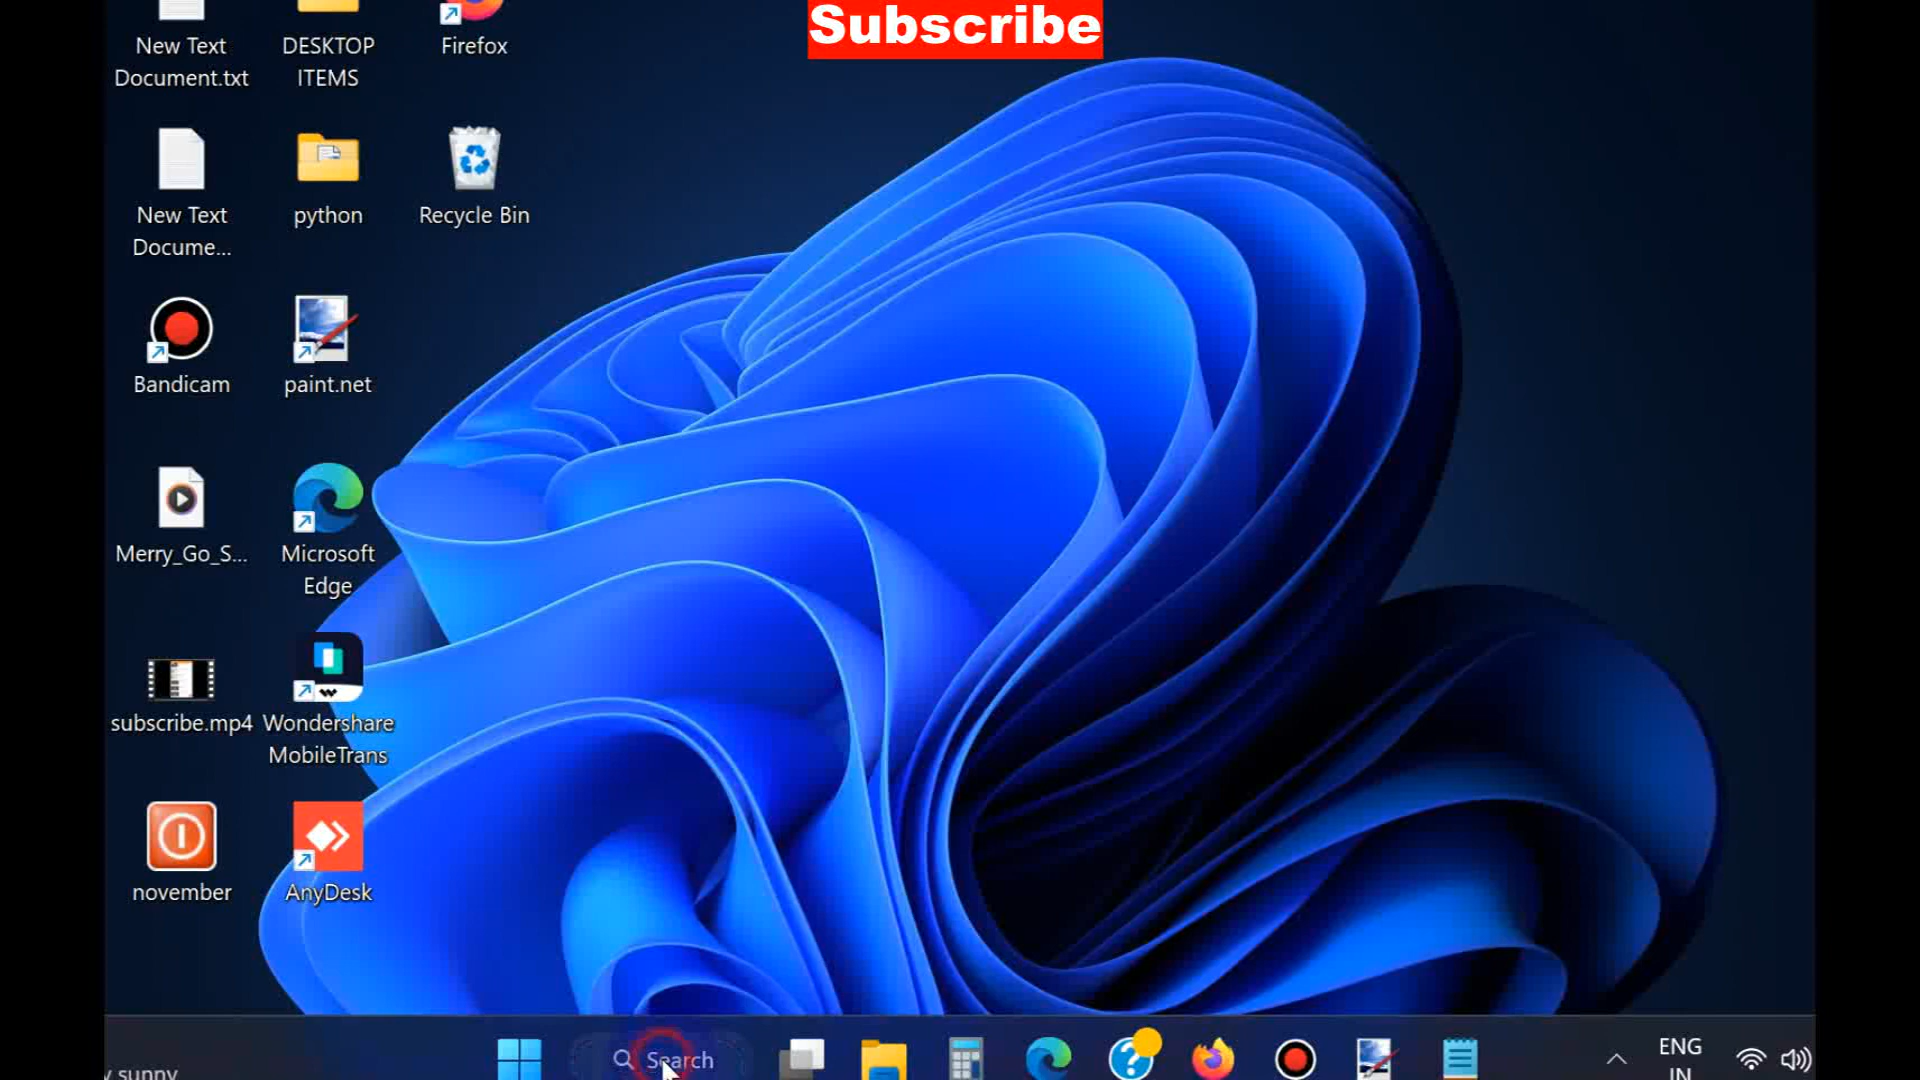 Subscribe
New Text
Document.txt
DESKTOP
ITEMS
Firefox
New Text
Docume...
python
Recycle Bin
Bandicam
paint.net
Merry_Go_S...
Microsoft
Edge
subscribe.mp4
Wondershare
MobileTrans
november
AnyDesk
sunny
Search
ENG
IN